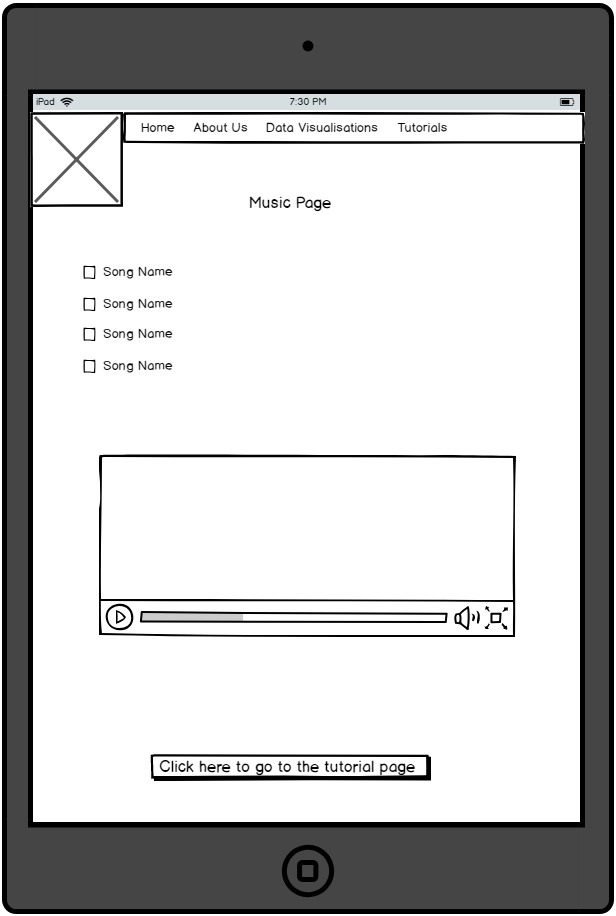 iPad 7:30 PM
Home About Us Data Visualisations Tutorials
Music Page
Song Name
Song Name
Song Name
Song Name
Click here to go to the tutorial page